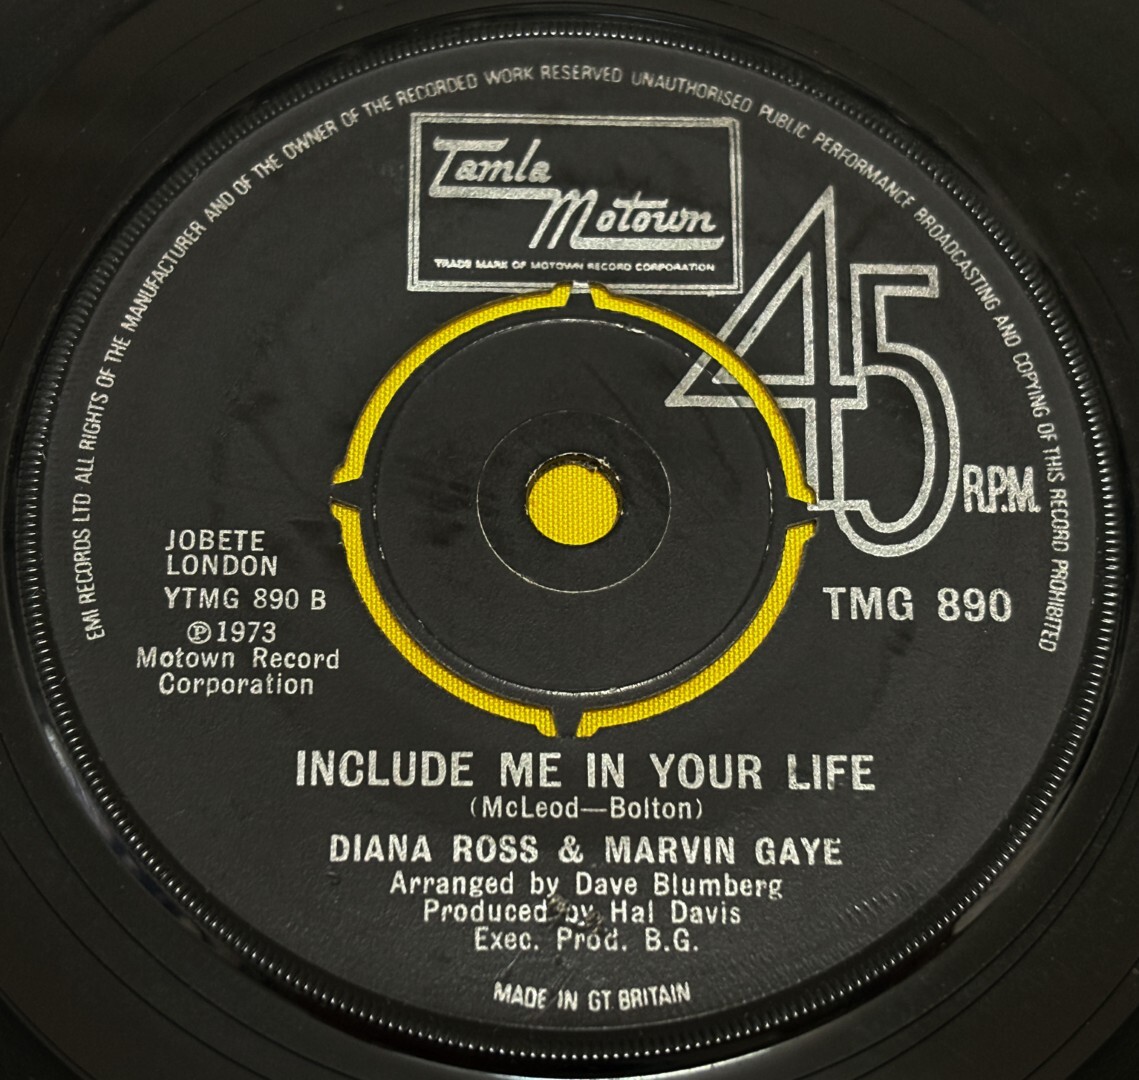 EMI RECORDS LTD ALL RIGHTS OF THE MANUFACTURER AND OF THE OWNER OF THE RECORDED WORK RESERVED UNAUTHORISED PUBLIC PERFORMANCE BROADCASTING AND COPYING OF THIS RECORD PROHIBITED
Tamla
Motown
TRADE MARK OF MOTOWN RECORD CORPORATION
45
R.P.M.
JOBETE
LONDON
YTMG 890 B
℗1973
Motown Record
Corporation
TMG 890
INCLUDE ME IN YOUR LIFE
(McLeod—Bolton)
DIANA ROSS & MARVIN GAYE
Arranged by Dave Blumberg
Produced by Hal Davis
Exec. Prod. B.G.
MADE IN GT. BRITAIN